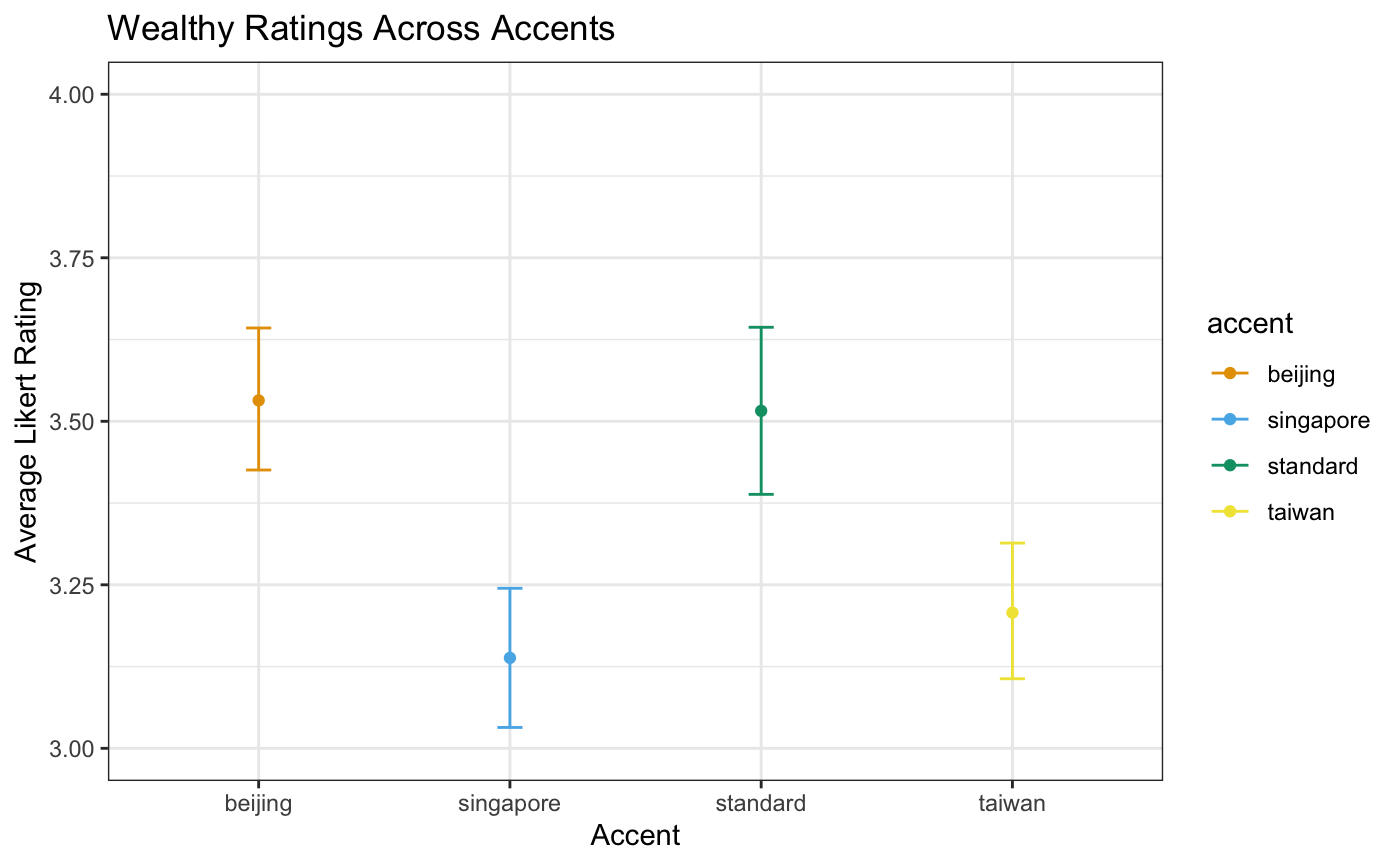 Wealthy Ratings Across Accents
4.00
3.75
3.50
3.25
3.00
Average Likert Rating
beijing
singapore
standard
taiwan
Accent
accent
beijing
singapore
standard
taiwan